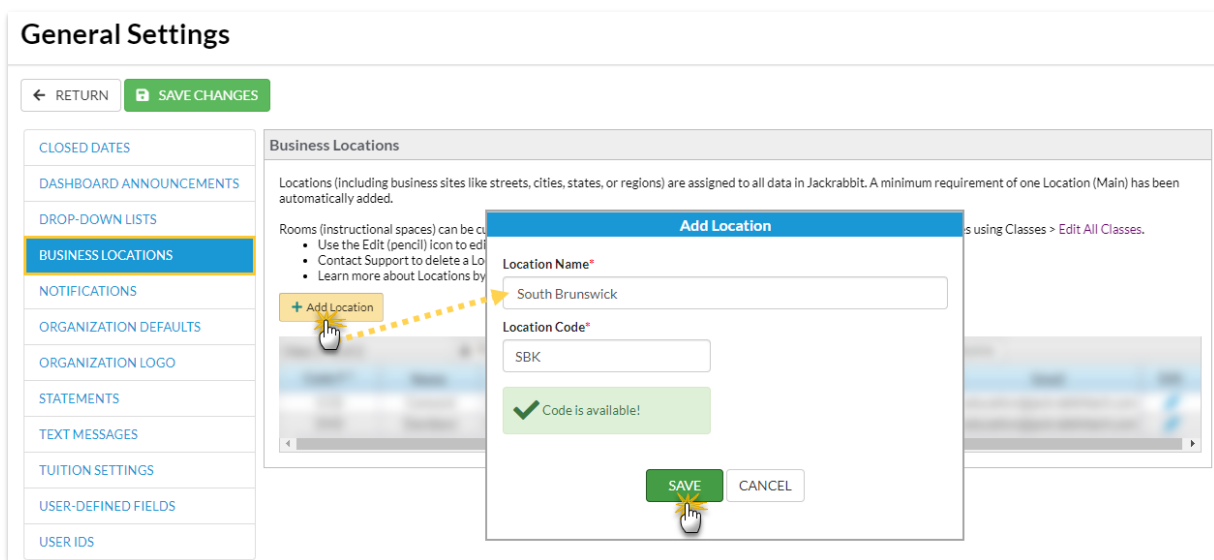 General Settings
RETURN
SAVE CHANGES
CLOSED DATES
DASHBOARD ANNOUNCEMENTS
DROP-DOWN LISTS
BUSINESS LOCATIONS
NOTIFICATIONS
ORGANIZATION DEFAULTS
ORGANIZATION LOGO
STATEMENTS
TEXT MESSAGES
TUITION SETTINGS
USER-DEFINED FIELDS
USER IDS
Business Locations
Locations (including business sites like streets, cities, states, or regions) are assigned to all data in Jackrabbit. A minimum requirement of one Location (Main) has been
automatically added.
Rooms (instructional spaces) can be cu
s using Classes > Edit All Classes.
• Use the Edit (pencil) icon to edi
• Contact Support to delete a Lo
• Learn more about Locations by
+ Add Location
Add Location
Location Name*
South Brunswick
Location Code*
SBK
Code is available!
SAVE
CANCEL